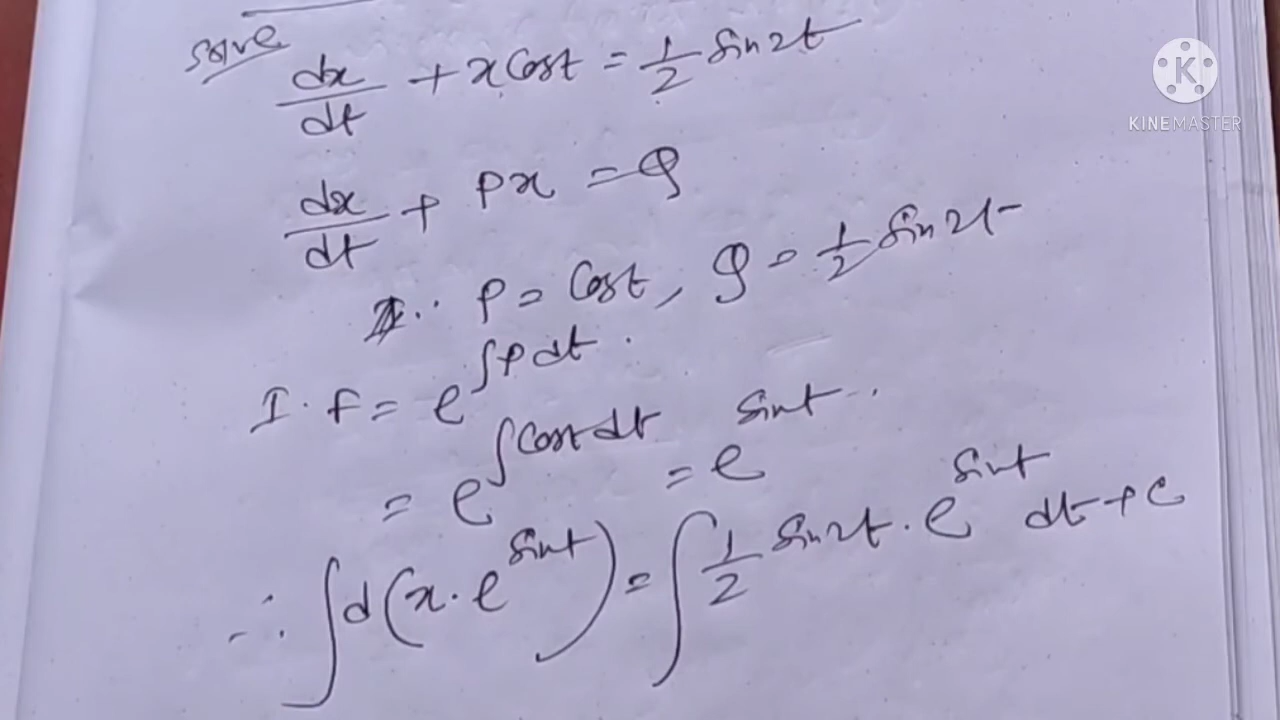 Solve
dx/dt + x Cost = 1/2 Sin2t
dx/dt + Px = Q
∴ P = Cost, Q = 1/2 Sin2t
I.F = e^∫Pdt.
= e^∫Cost dt = e^Sint
∴ ∫d(x.e^Sint) = ∫1/2 Sin2t . e^Sint dt + c
KINEMASTER